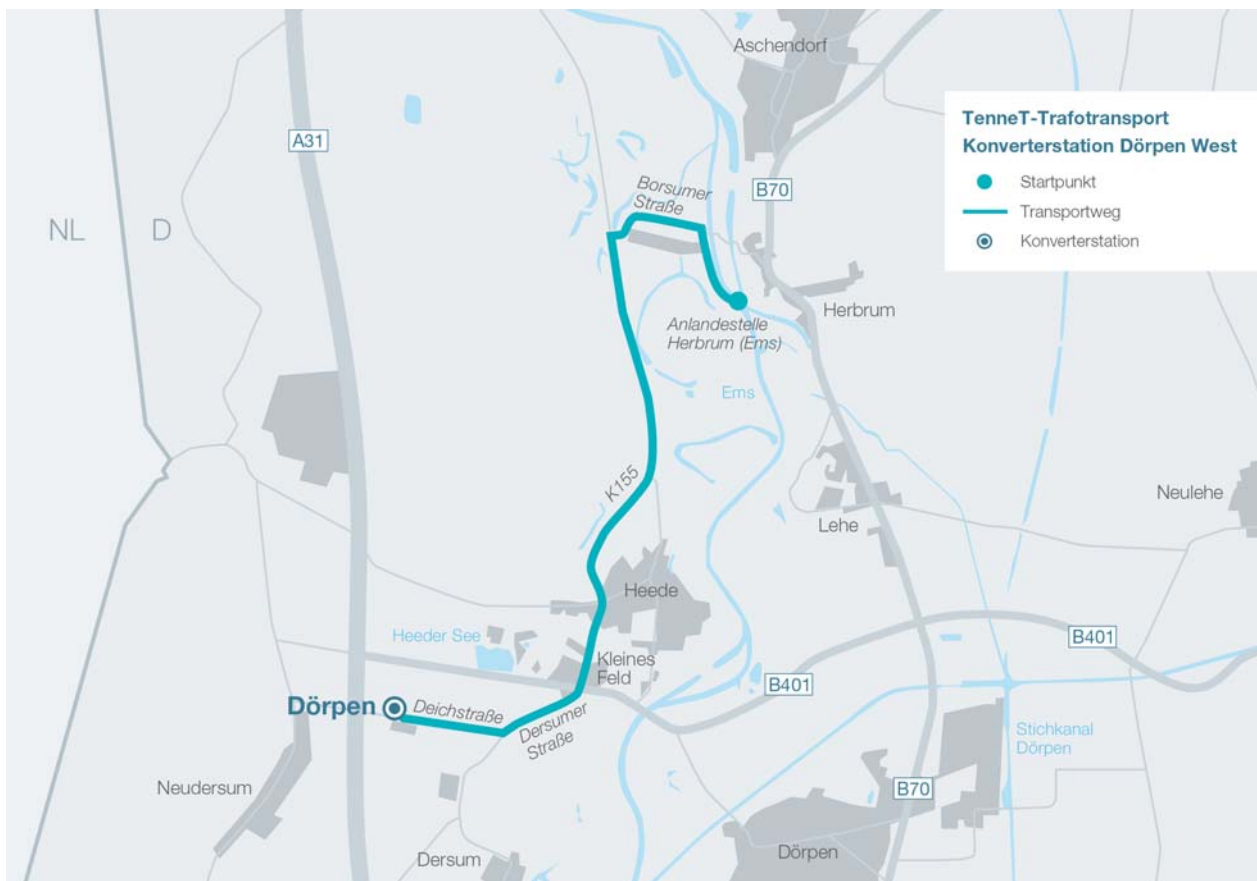 Aschendorf
TenneT-Trafotransport
Konverterstation Dörpen West
Startpunkt
Transportweg
Konverterstation
A31
B70
Borsumer
Straße
NL
D
Herbrum
Anlandestelle
Herbrum (Ems)
Ems
K155
Neulehe
Lehe
Heede
Heeder See
Kleines
Feld
B401
B401
Dörpen
Deichstraße
Dersumer
Straße
Stichkanal
Dörpen
Neudersum
B70
Dersum
Dörpen